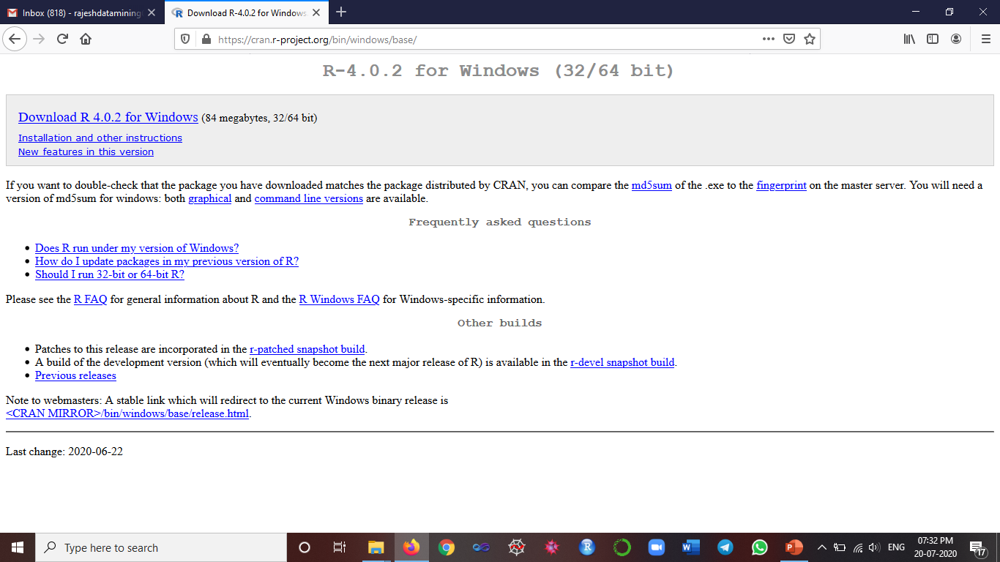 Inbox (818) - rajeshdatamining
Download R-4.0.2 for Windows
https://cran.r-project.org/bin/windows/base/
R-4.0.2 for Windows (32/64 bit)
Download R 4.0.2 for Windows (84 megabytes, 32/64 bit)
Installation and other instructions
New features in this version
If you want to double-check that the package you have downloaded matches the package distributed by CRAN, you can compare the md5sum of the .exe to the fingerprint on the master server. You will need a
version of md5sum for windows: both graphical and command line versions are available.
Frequently asked questions
Does R run under my version of Windows?
How do I update packages in my previous version of R?
Should I run 32-bit or 64-bit R?
Please see the R FAQ for general information about R and the R Windows FAQ for Windows-specific information.
Other builds
Patches to this release are incorporated in the r-patched snapshot build.
A build of the development version (which will eventually become the next major release of R) is available in the r-devel snapshot build.
Previous releases
Note to webmasters: A stable link which will redirect to the current Windows binary release is
<CRAN MIRROR>/bin/windows/base/release.html.
Last change: 2020-06-22
Type here to search
ENG
07:32 PM
20-07-2020
17